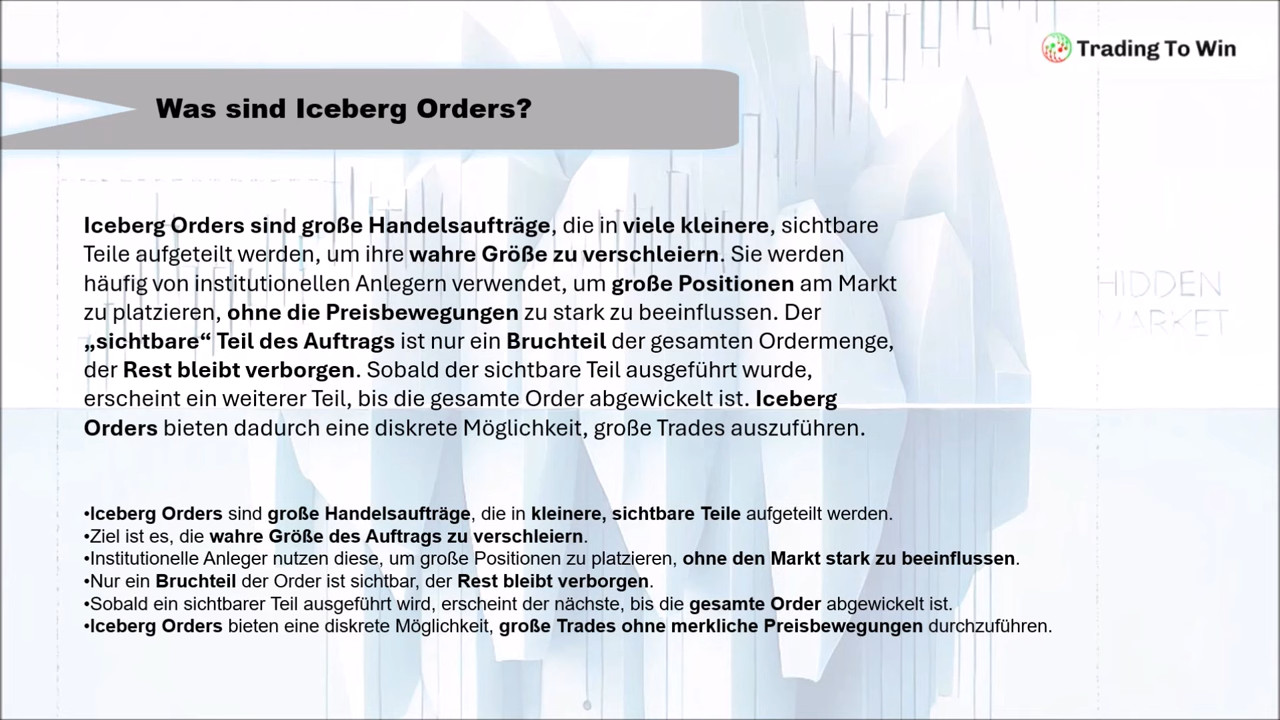 Trading To Win
Was sind Iceberg Orders?
Iceberg Orders sind große Handelsaufträge, die in viele kleinere, sichtbare
Teile aufgeteilt werden, um ihre wahre Größe zu verschleiern. Sie werden
häufig von institutionellen Anlegern verwendet, um große Positionen am Markt
zu platzieren, ohne die Preisbewegungen zu stark zu beeinflussen. Der
„sichtbare“ Teil des Auftrags ist nur ein Bruchteil der gesamten Ordermenge,
der Rest bleibt verborgen. Sobald der sichtbare Teil ausgeführt wurde,
erscheint ein weiterer Teil, bis die gesamte Order abgewickelt ist. Iceberg
Orders bieten dadurch eine diskrete Möglichkeit, große Trades auszuführen.
HIDDEN
MARKET
•Iceberg Orders sind große Handelsaufträge, die in kleinere, sichtbare Teile aufgeteilt werden.
•Ziel ist es, die wahre Größe des Auftrags zu verschleiern.
•Institutionelle Anleger nutzen diese, um große Positionen zu platzieren, ohne den Markt stark zu beeinflussen.
•Nur ein Bruchteil der Order ist sichtbar, der Rest bleibt verborgen.
•Sobald ein sichtbarer Teil ausgeführt wird, erscheint der nächste, bis die gesamte Order abgewickelt ist.
•Iceberg Orders bieten eine diskrete Möglichkeit, große Trades ohne merkliche Preisbewegungen durchzuführen.